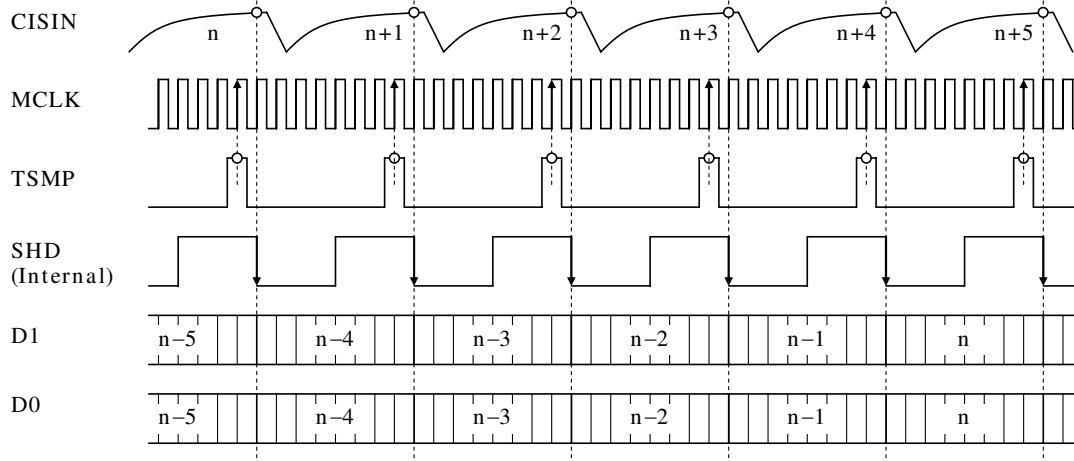 CISIN n n+1 n+2 n+3 n+4 n+5
MCLK
TSMP
SHD
(Internal)
D1 n−5 n−4 n−3 n−2 n−1 n
D0 n−5 n−4 n−3 n−2 n−1 n